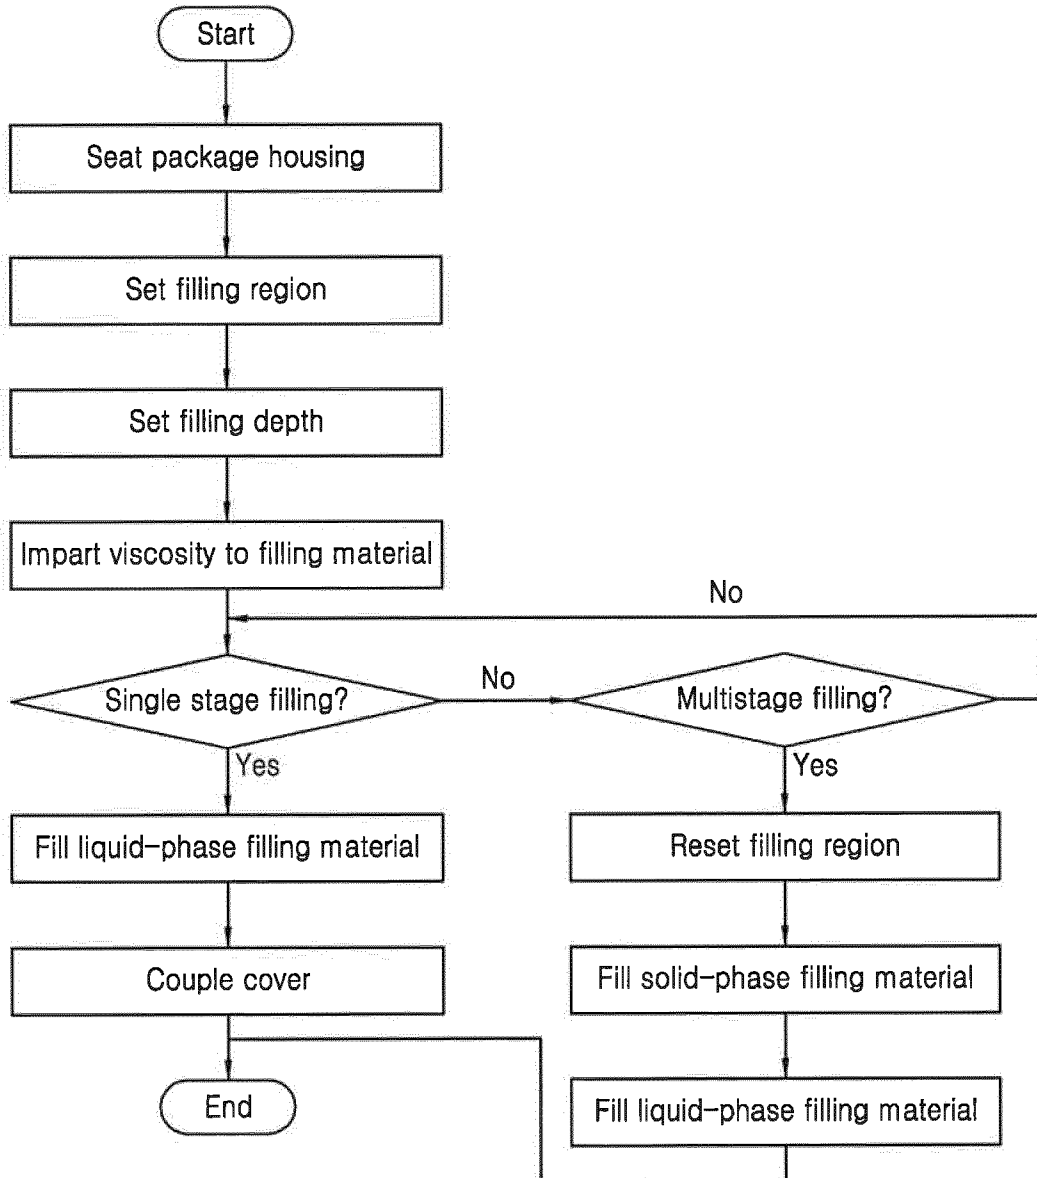 Start
Seat package housing
Set filling region
Set filling depth
Impart viscosity to filling material
No
Single stage filling?
No
Multistage filling?
Yes
Yes
Fill liquid-phase filling material
Reset filling region
Couple cover
Fill solid-phase filling material
End
Fill liquid-phase filling material